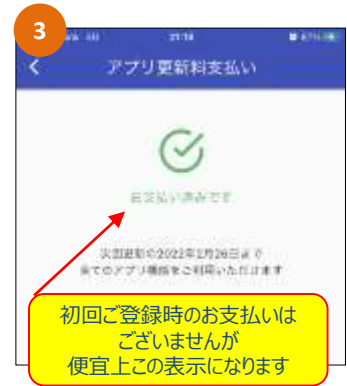 3
21:18
アプリ更新料支払い
お支払い済みです
次回更新の2022年1月26日まで
全てのアプリ機能をご利用いただけます
初回ご登録時のお支払いは
ございませんが
便宜上この表示になります